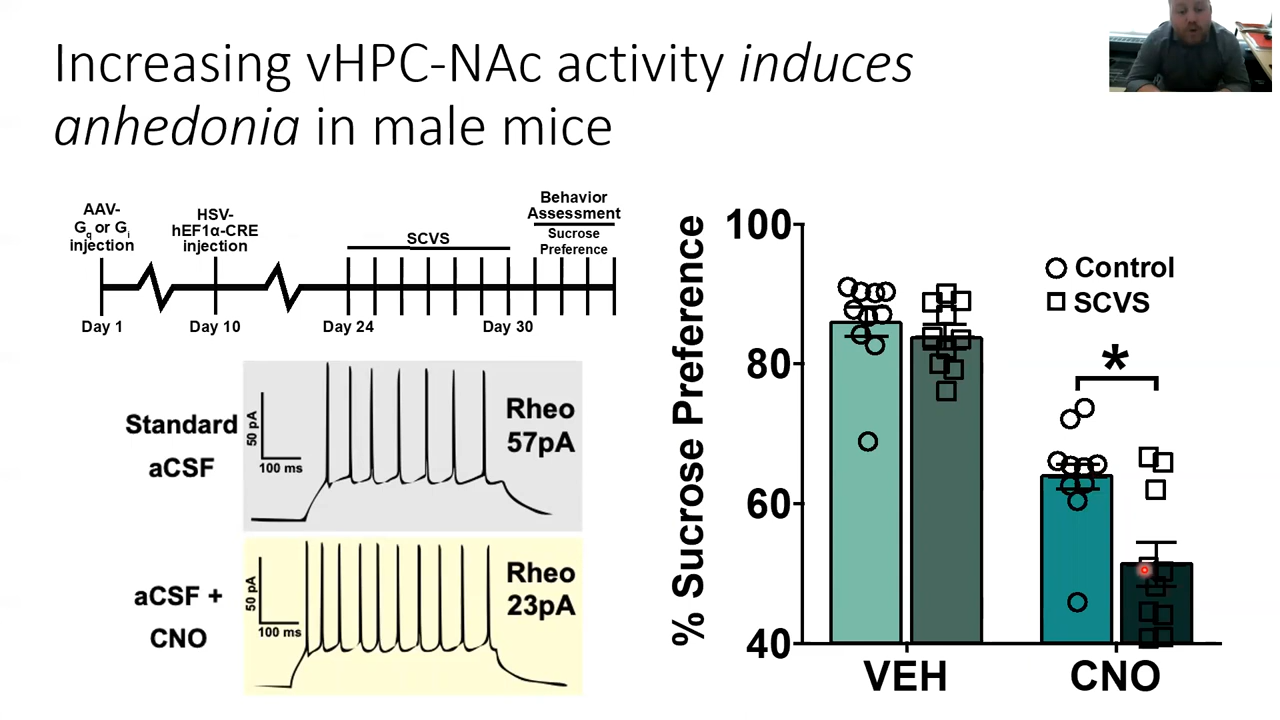 Increasing vHPC-NAc activity induces
anhedonia in male mice
AAV-
Gq or Gi
injection
HSV-
hEF1α-CRE
injection
SCVS
Behavior
Assessment
Sucrose
Preference
Day 1
Day 10
Day 24
Day 30
Standard
aCSF
50 pA
100 ms
Rheo
57pA
aCSF +
CNO
50 pA
100 ms
Rheo
23pA
% Sucrose Preference
100
80
60
40
Control
SCVS
*
VEH
CNO